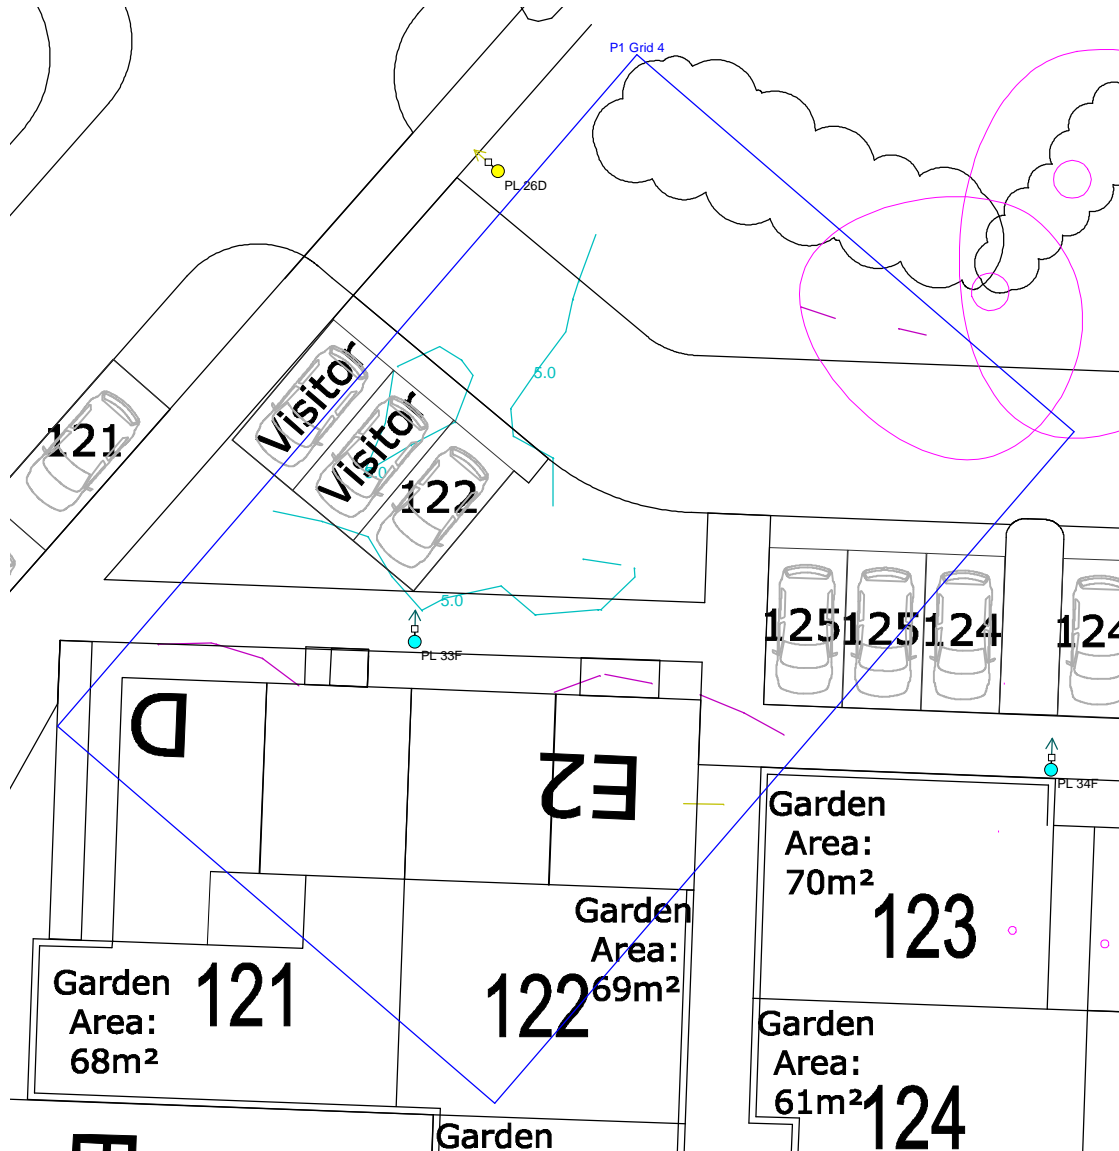 P1 Grid 4
PL 26D
5.0
Visitor
Visitor
121
5.0
122
5.0
PL 33F
125
125
124
124
D
E2
PL 34F
Garden
Area:
70m²
123
Garden
Area:
69m²
122
Garden
Area:
68m²
121
Garden
Area:
61m²
124
Garden
E